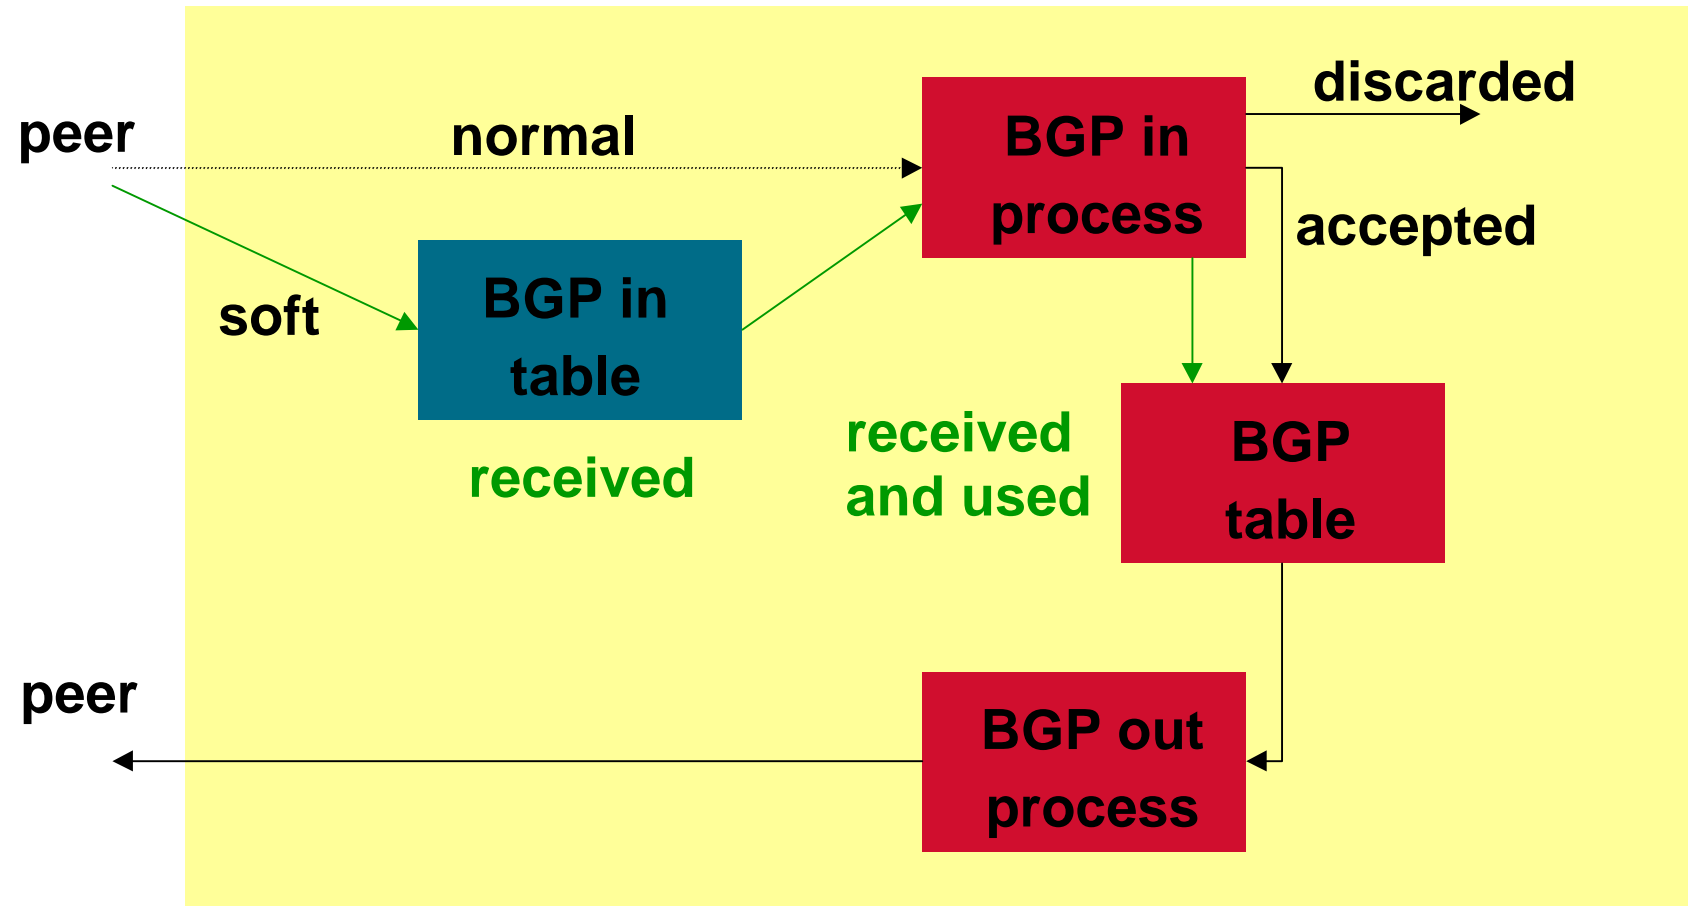 discarded
peer
normal
BGP in
process
accepted
soft
BGP in
table
received
received
and used
BGP
table
peer
BGP out
process